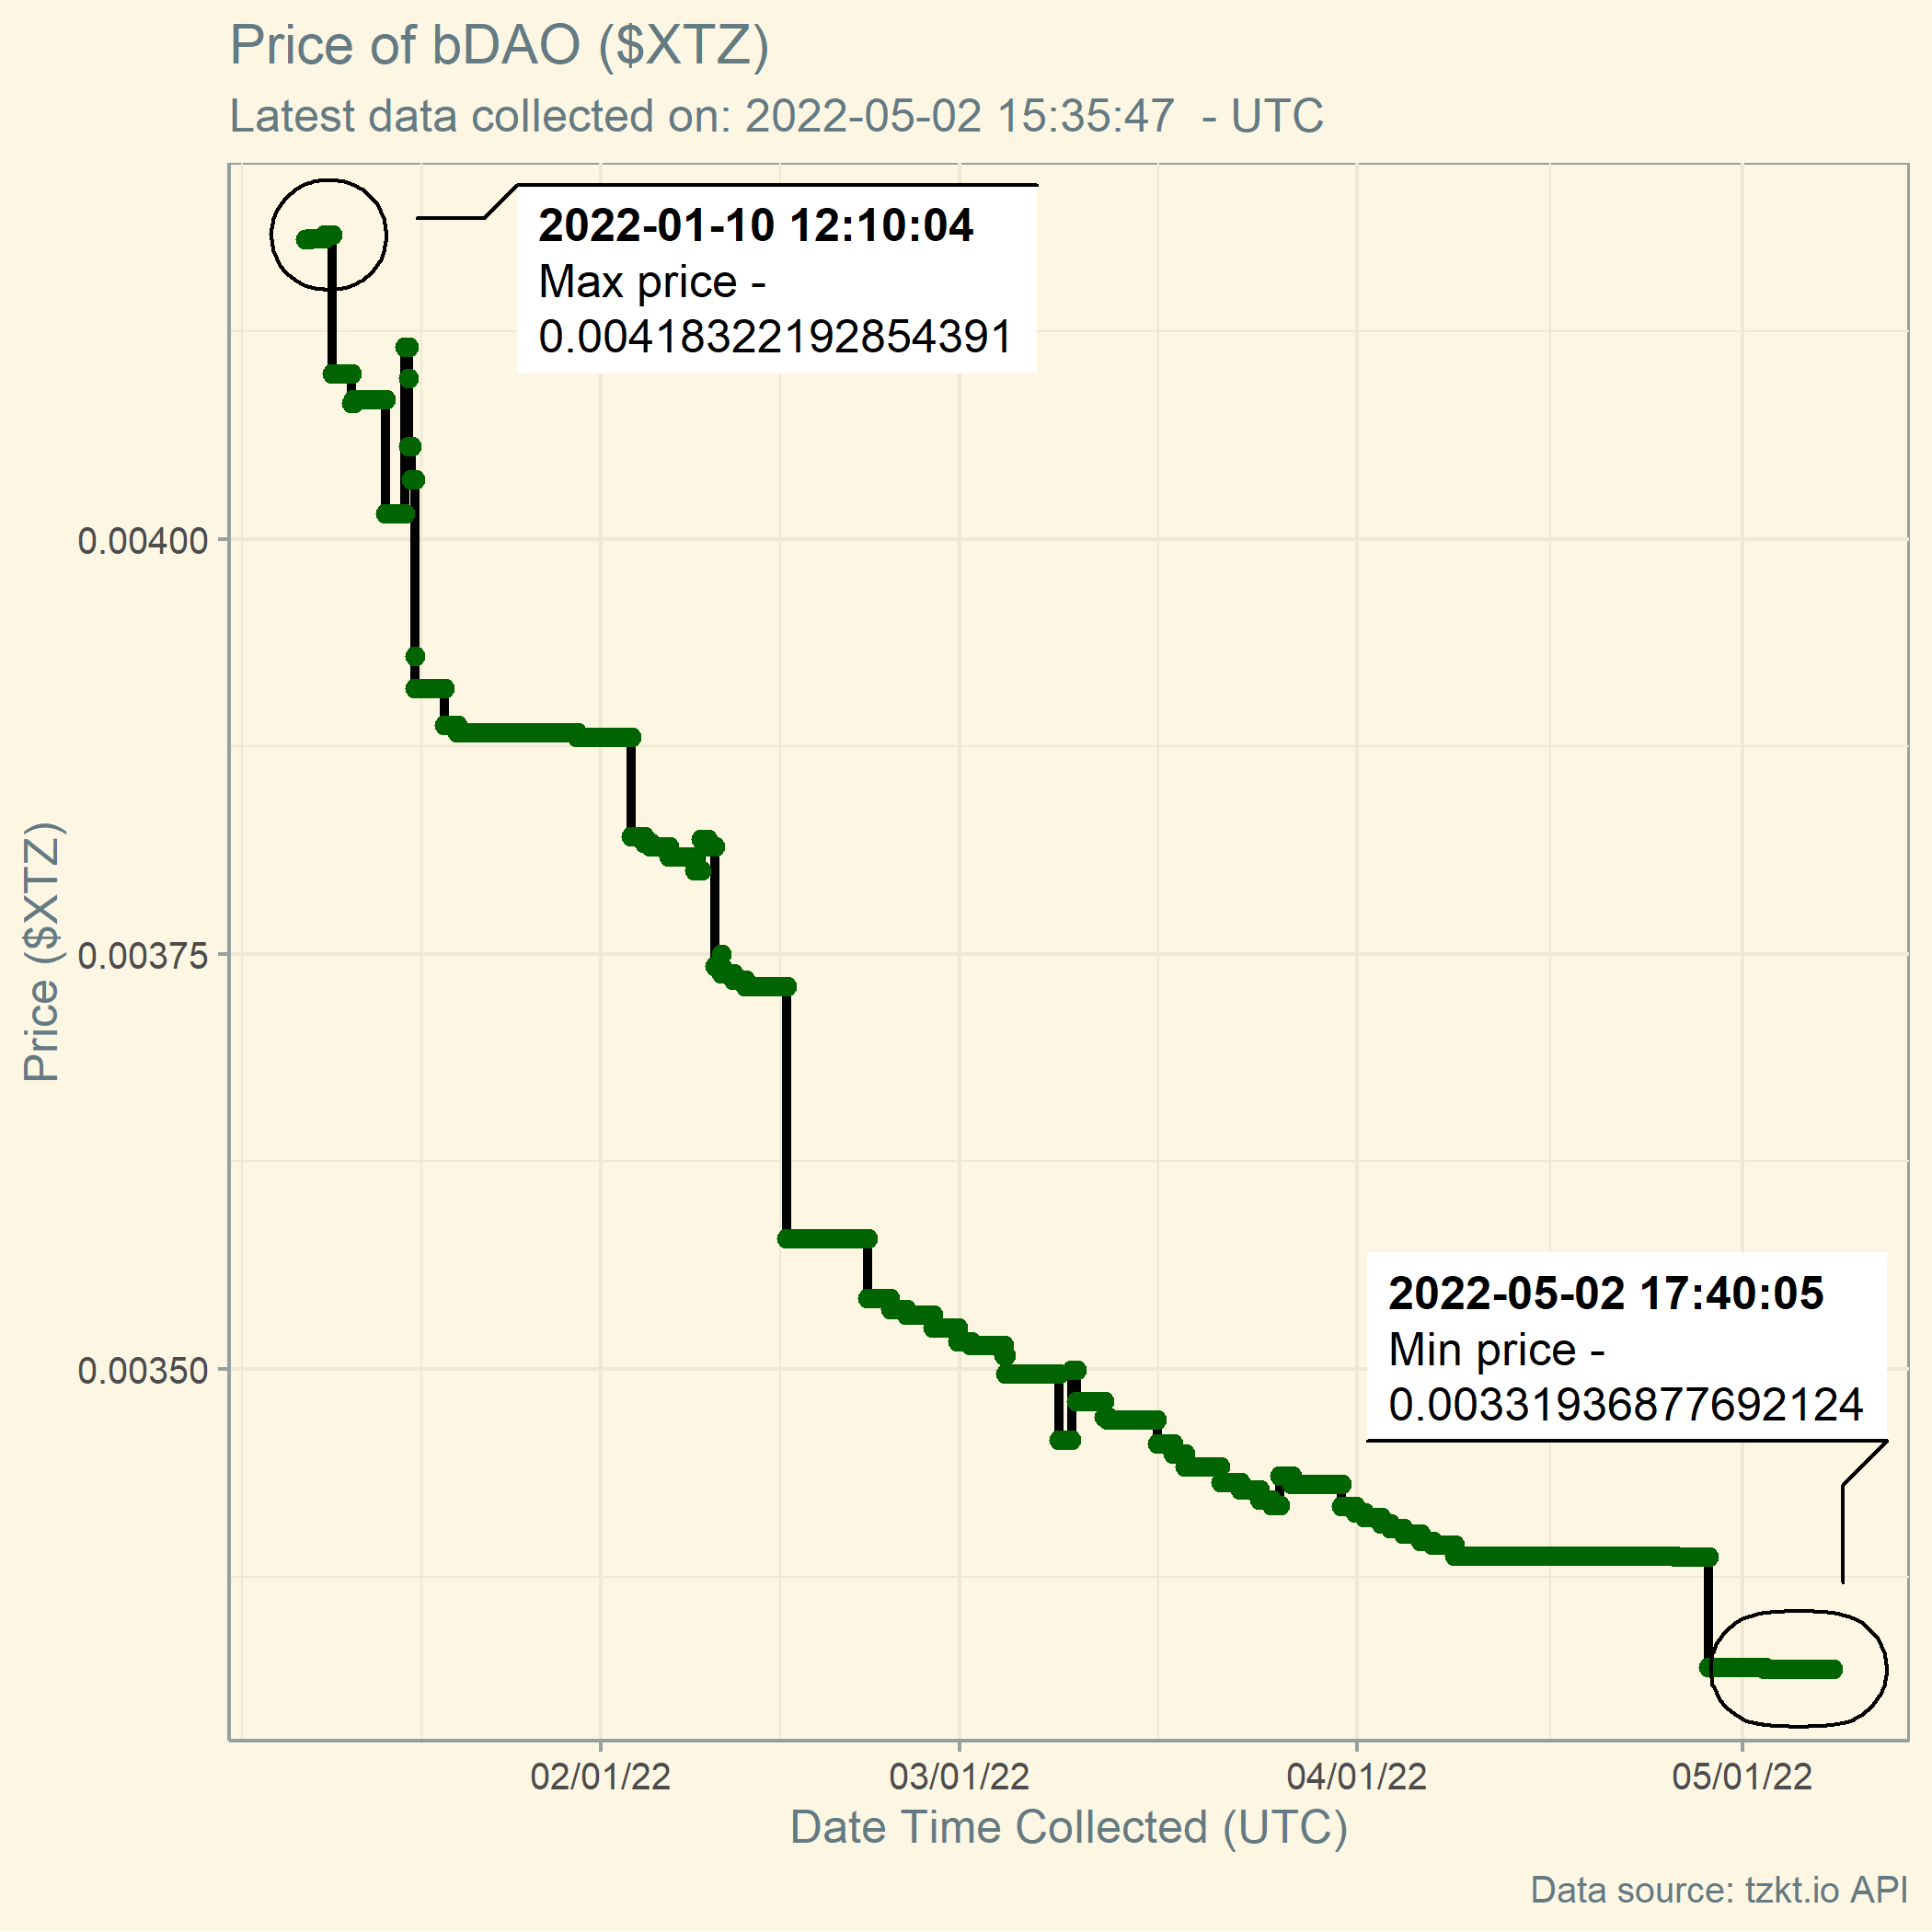 Price of bDAO ($XTZ)
Latest data collected on: 2022-05-02 15:35:47 - UTC
2022-01-10 12:10:04
Max price -
0.00418322192854391
0.00400
Price ($XTZ)
0.00375
2022-05-02 17:40:05
Min price -
0.00331936877692124
0.00350
02/01/22 03/01/22 04/01/22 05/01/22
Date Time Collected (UTC)
Data source: tzkt.io API